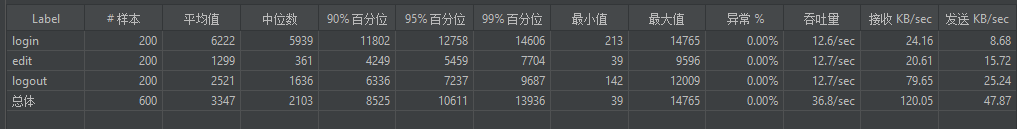 Label # 样本 平均值 中位数 90% 百分位 95% 百分位 99% 百分位 最小值 最大值 异常 % 吞吐量 接收 KB/sec 发送 KB/sec
login 200 6222 5939 11802 12758 14606 213 14765 0.00% 12.6/sec 24.16 8.68
edit 200 1299 361 4249 5459 7704 39 9596 0.00% 12.7/sec 20.61 15.72
logout 200 2521 1636 6336 7237 9687 142 12009 0.00% 12.7/sec 79.65 25.24
总体 600 3347 2103 8525 10611 13936 39 14765 0.00% 36.8/sec 120.05 47.87